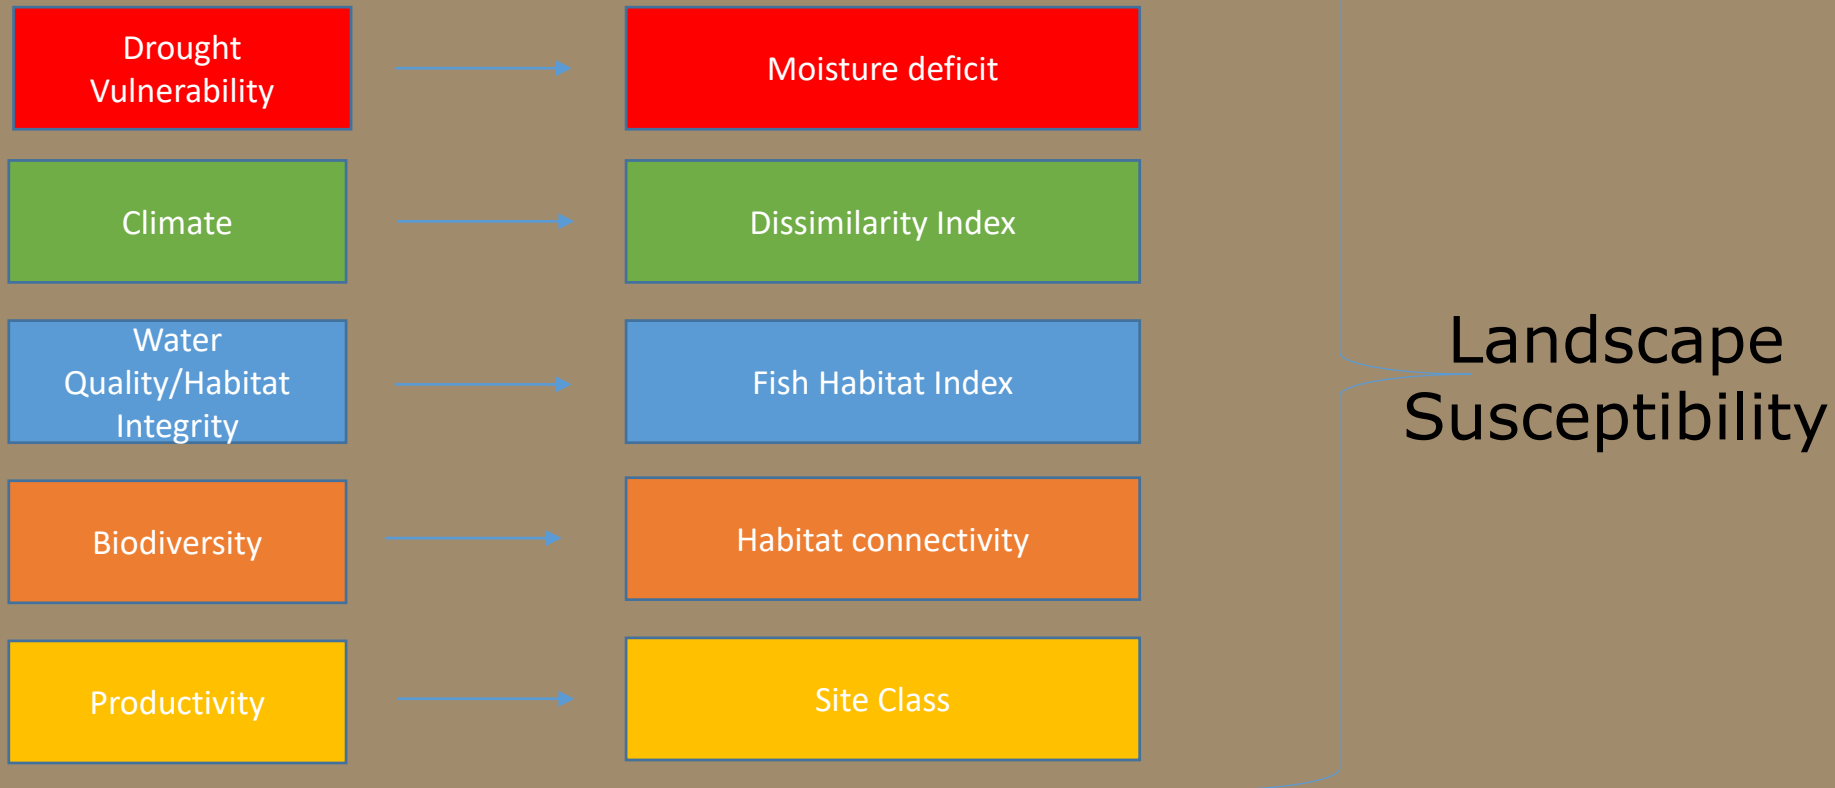 Drought
Vulnerability
Moisture deficit
Climate
Dissimilarity Index
Water
Quality/Habitat
Integrity
Fish Habitat Index
Biodiversity
Habitat connectivity
Productivity
Site Class
Landscape
Susceptibility